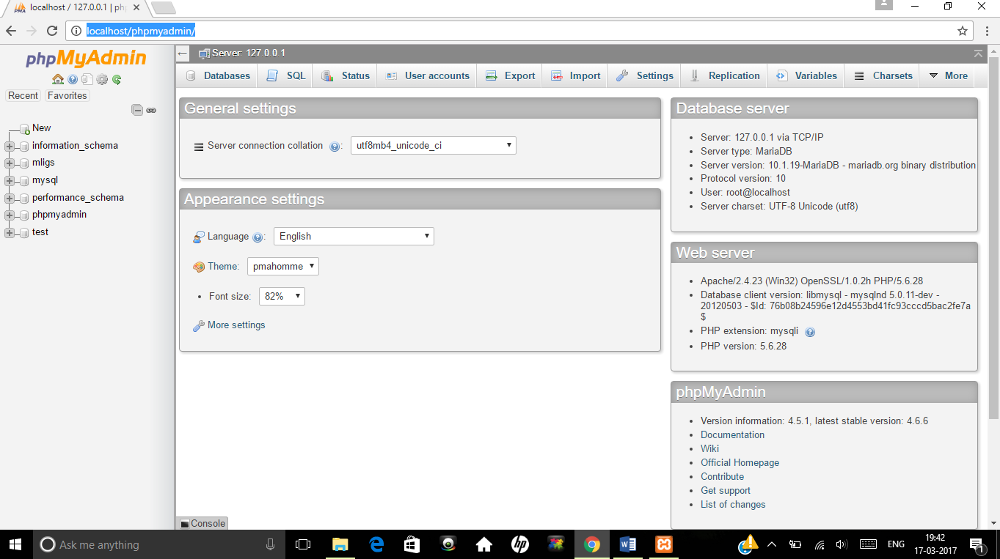 localhost / 127.0.0.1 | ph
localhost/phpmyadmin/
phpMyAdmin
Recent Favorites
New
information_schema
mligs
mysql
performance_schema
phpmyadmin
test
Server: 127.0.0.1
Databases SQL Status User accounts Export Import Settings Replication Variables Charsets More
General settings
Server connection collation : utf8mb4_unicode_ci
Appearance settings
Language : English
Theme: pmahomme
Font size: 82%
More settings
Database server
Server: 127.0.0.1 via TCP/IP
Server type: MariaDB
Server version: 10.1.19-MariaDB - mariadb.org binary distribution
Protocol version: 10
User: root@localhost
Server charset: UTF-8 Unicode (utf8)
Web server
Apache/2.4.23 (Win32) OpenSSL/1.0.2h PHP/5.6.28
Database client version: libmysql - mysqlnd 5.0.11-dev -
20120503 - $Id: 76b08b24596e12d4553bd41fc93cccd5bac2fe7a
$
PHP extension: mysqli
PHP version: 5.6.28
phpMyAdmin
Version information: 4.5.1, latest stable version: 4.6.6
Documentation
Wiki
Official Homepage
Contribute
Get support
List of changes
Console
Ask me anything
ENG
19:42
17-03-2017
1